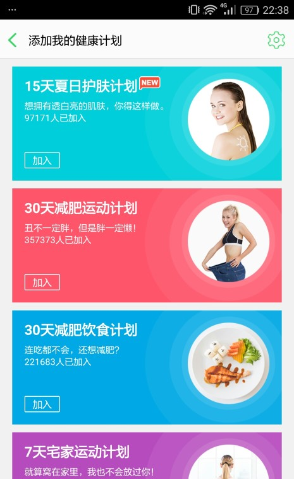 4G 97 22:38
添加我的健康计划
15天夏日护肤计划 NEW
想拥有透白亮的肌肤，你得这样做。
97171人已加入
加入
30天减肥运动计划
丑不一定胖，但是胖一定懒！
357373人已加入
加入
30天减肥饮食计划
连吃都不会，还想减肥？
221683人已加入
加入
7天宅家运动计划
就算窝在家里，我也不会放过你！